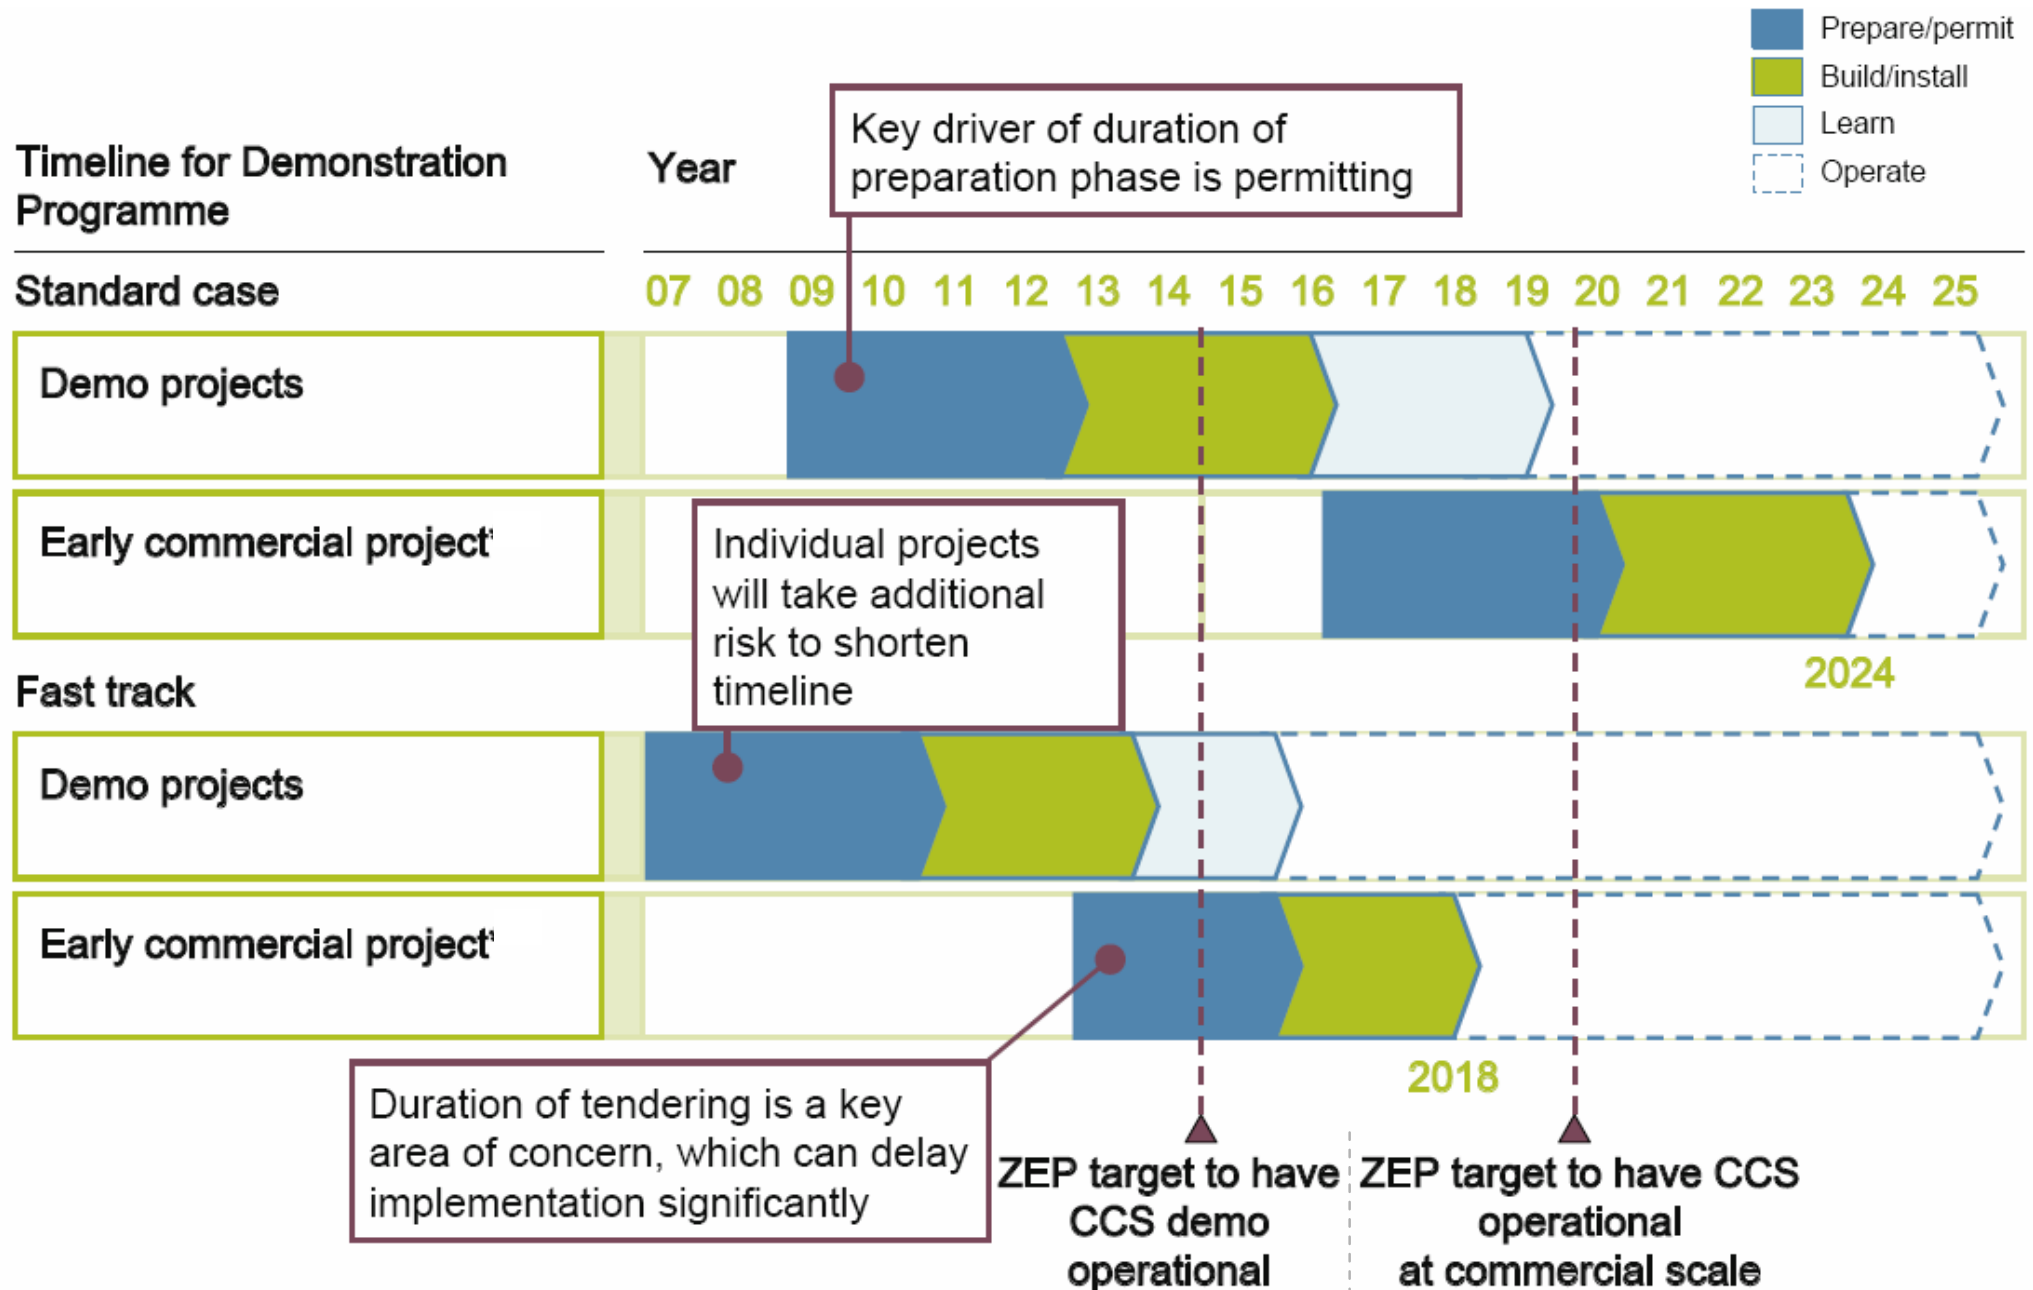 Prepare/permit
Build/install
Learn
Operate
Key driver of duration of
preparation phase is permitting
Timeline for Demonstration
Programme
Year
Standard case
07 08 09 10 11 12 13 14 15 16 17 18 19 20 21 22 23 24 25
Demo projects
Early commercial project
Individual projects
will take additional
risk to shorten
timeline
2024
Fast track
Demo projects
Early commercial project
2018
Duration of tendering is a key
area of concern, which can delay
implementation significantly
ZEP target to have
CCS demo
operational
ZEP target to have CCS
operational
at commercial scale